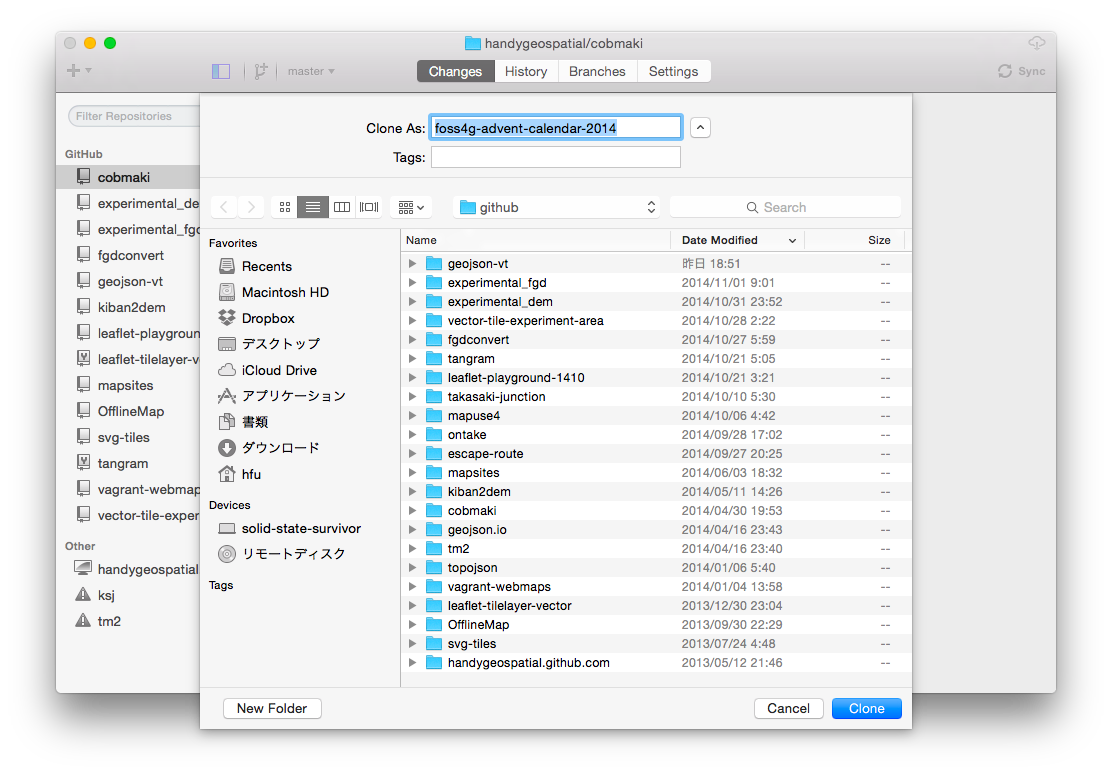 handygeospatial/cobmaki
master
Changes
History
Branches
Settings
Sync
Filter Repositories
GitHub
cobmaki
experimental_de
experimental_fgd
fgdconvert
geojson-vt
kiban2dem
leaflet-playgroun
leaflet-tilelayer-v
mapsites
OfflineMap
svg-tiles
tangram
vagrant-webmap
vector-tile-exper
Other
handygeospatial
ksj
tm2
Clone As: foss4g-advent-calendar-2014
Tags:
github
Search
Favorites
Recents
Macintosh HD
Dropbox
デスクトップ
iCloud Drive
アプリケーション
書類
ダウンロード
hfu
Devices
solid-state-survivor
リモートディスク
Tags
Name Date Modified Size
geojson-vt 昨日 18:51 --
experimental_fgd 2014/11/01 9:01 --
experimental_dem 2014/10/31 23:52 --
vector-tile-experiment-area 2014/10/28 2:22 --
fgdconvert 2014/10/27 5:59 --
tangram 2014/10/21 5:05 --
leaflet-playground-1410 2014/10/21 3:21 --
takasaki-junction 2014/10/10 5:30 --
mapuse4 2014/10/06 4:42 --
ontake 2014/09/28 17:02 --
escape-route 2014/09/27 20:25 --
mapsites 2014/06/03 18:32 --
kiban2dem 2014/05/11 14:26 --
cobmaki 2014/04/30 19:53 --
geojson.io 2014/04/16 23:43 --
tm2 2014/04/16 23:40 --
topojson 2014/01/06 5:40 --
vagrant-webmaps 2014/01/04 13:58 --
leaflet-tilelayer-vector 2013/12/30 23:04 --
OfflineMap 2013/09/30 22:29 --
svg-tiles 2013/07/24 4:48 --
handygeospatial.github.com 2013/05/12 21:46 --
New Folder
Cancel
Clone